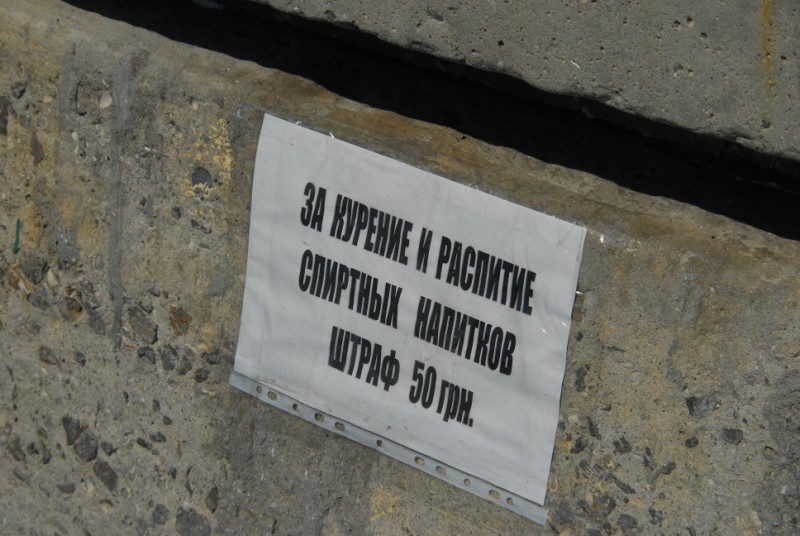 ЗА КУРЕНИЕ И РАСПИТИЕ
СПИРТНЫХ НАПИТКОВ
ШТРАФ 50 грн.